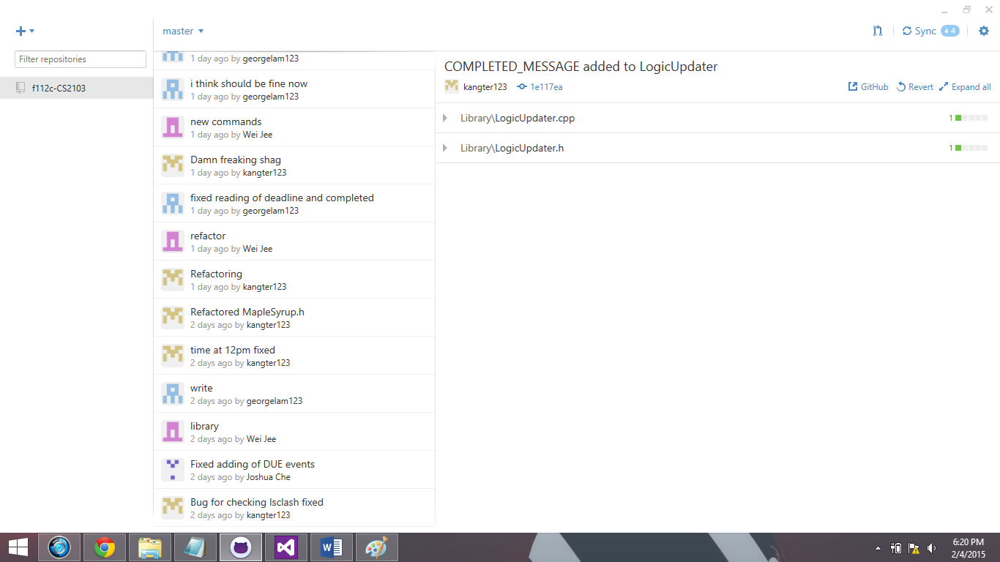 master
Sync
4
Filter repositories
f112c-CS2103
1 day ago by georgelam123
i think should be fine now
1 day ago by georgelam123
new commands
1 day ago by Wei Jee
Damn freaking shag
1 day ago by kangter123
fixed reading of deadline and completed
1 day ago by georgelam123
refactor
1 day ago by Wei Jee
Refactoring
1 day ago by kangter123
Refactored MapleSyrup.h
2 days ago by kangter123
time at 12pm fixed
2 days ago by kangter123
write
2 days ago by georgelam123
library
2 days ago by Wei Jee
Fixed adding of DUE events
2 days ago by Joshua Che
Bug for checking Isclash fixed
2 days ago by kangter123
COMPLETED_MESSAGE added to LogicUpdater
kangter123 1e117ea
GitHub Revert Expand all
Library\LogicUpdater.cpp 1
Library\LogicUpdater.h 1
6:20 PM
2/4/2015